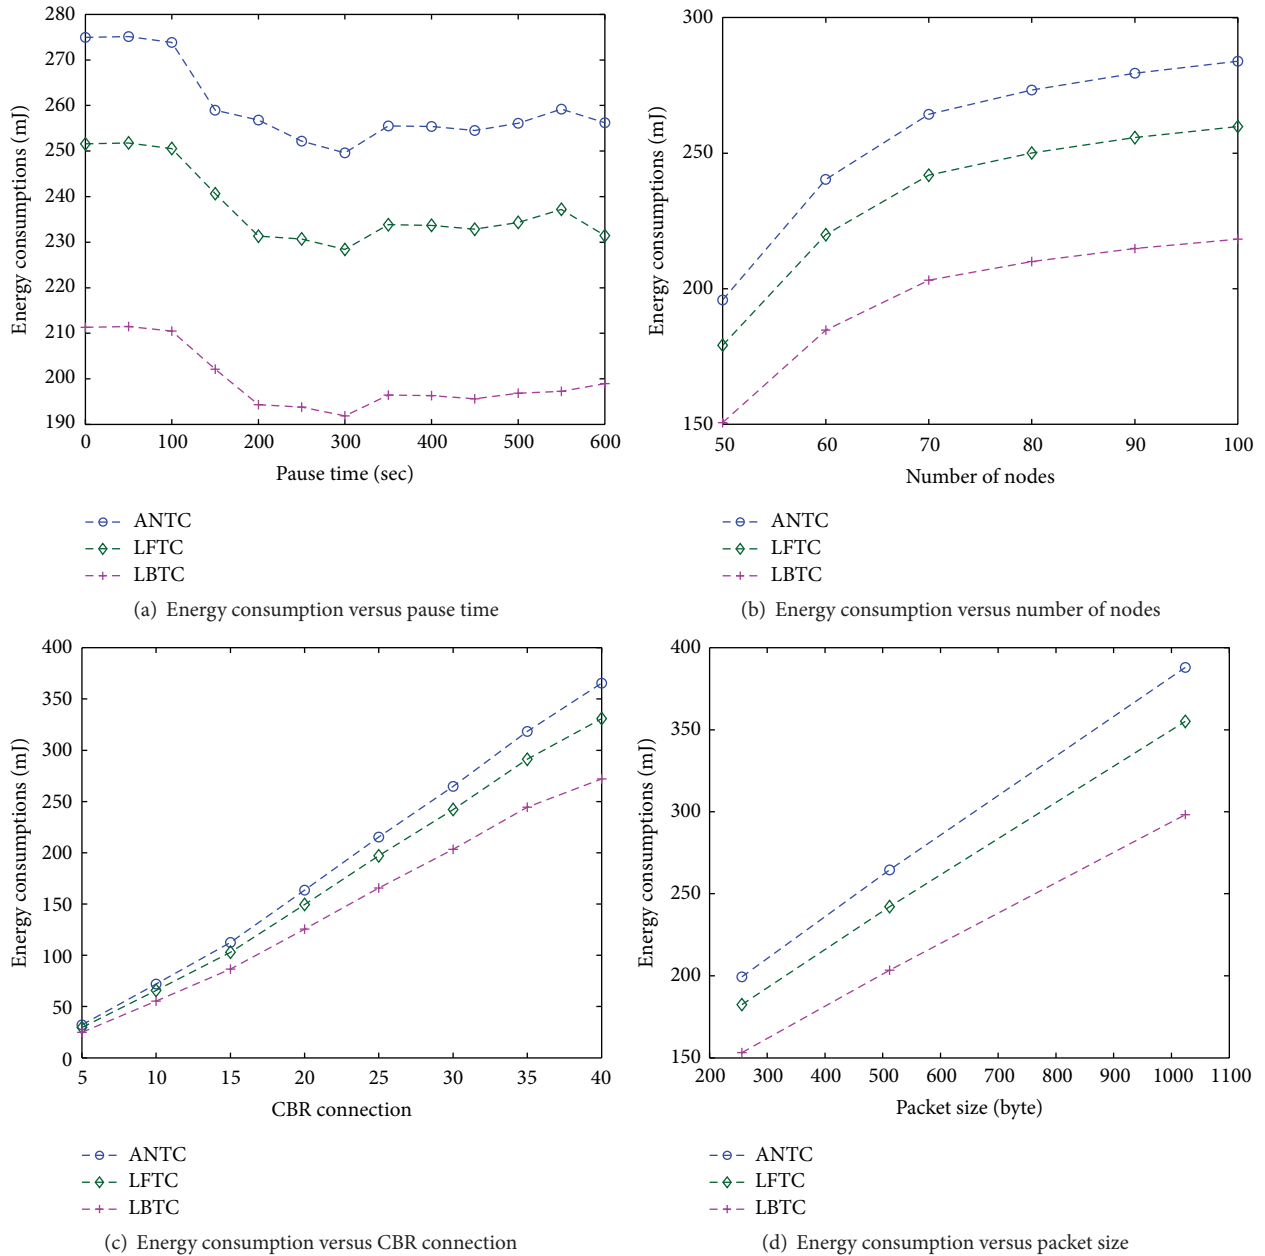 280
270
260
250
240
230
220
210
200
190
Energy consumptions (mJ)
0 100 200 300 400 500 600
Pause time (sec)
ANTC
LFTC
LBTC
(a) Energy consumption versus pause time
300
250
200
150
Energy consumptions (mJ)
50 60 70 80 90 100
Number of nodes
ANTC
LFTC
LBTC
(b) Energy consumption versus number of nodes
400
350
300
250
200
150
100
50
0
Energy consumptions (mJ)
5 10 15 20 25 30 35 40
CBR connection
ANTC
LFTC
LBTC
(c) Energy consumption versus CBR connection
400
350
300
250
200
150
Energy consumptions (mJ)
200 300 400 500 600 700 800 900 1000 1100
Packet size (byte)
ANTC
LFTC
LBTC
(d) Energy consumption versus packet size